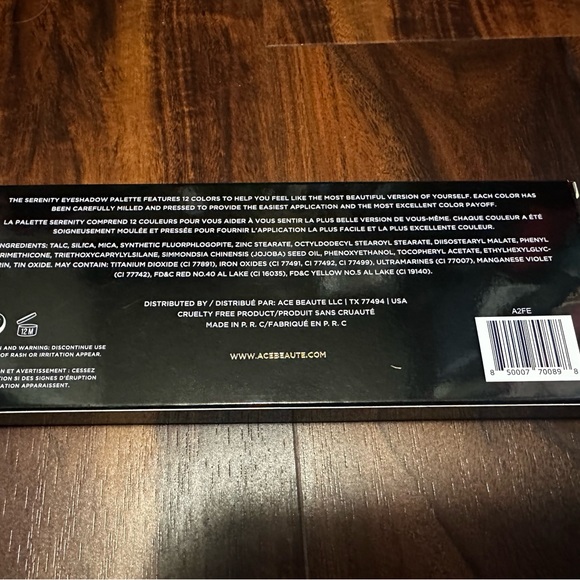 THE SERENITY EYESHADOW PALETTE FEATURES 12 COLORS TO HELP YOU FEEL LIKE THE MOST BEAUTIFUL VERSION OF YOURSELF. EACH COLOR HAS
BEEN CAREFULLY MILLED AND PRESSED TO PROVIDE THE EASIEST APPLICATION AND THE MOST EXCELLENT COLOR PAYOFF.
LA PALETTE SERENITY COMPREND 12 COULEURS POUR VOUS AIDER À VOUS SENTIR LA PLUS BELLE VERSION DE VOUS-MÊME. CHAQUE COULEUR A ÉTÉ
SOIGNEUSEMENT MOULÉE ET PRESSÉE POUR FOURNIR L'APPLICATION LA PLUS FACILE ET LA PLUS EXCELLENTE COULEUR.
INGREDIENTS: TALC, SILICA, MICA, SYNTHETIC FLUORPHLOGOPITE, ZINC STEARATE, OCTYLDODECYL STEAROYL STEARATE, DIISOSTEARYL MALATE, PHENYL
RIMETHICONE, TRIETHOXYCAPRYLYLSILANE, SIMMONDSIA CHINENSIS (JOJOBA) SEED OIL, PHENOXYETHANOL, TOCOPHERYL ACETATE, ETHYLHEXYLGLYC-
RIN, TIN OXIDE. MAY CONTAIN: TITANIUM DIOXIDE (CI 77891), IRON OXIDES (CI 77491, CI 77492, CI 77499), ULTRAMARINES (CI 77007), MANGANESE VIOLET
(CI 77742), FD&C RED NO.40 AL LAKE (CI 16035), FD&C YELLOW NO.5 AL LAKE (CI 19140).
DISTRIBUTED BY / DISTRIBUÉ PAR: ACE BEAUTE LLC | TX 77494 | USA
CRUELTY FREE PRODUCT/PRODUIT SANS CRUAUTÉ
MADE IN P. R. C/FABRIQUÉ EN P. R. C
WWW.ACEBEAUTE.COM
12 M
N AND WARNING: DISCONTINUE USE
OF RASH OR IRRITATION APPEAR.
N ET AVERTISSEMENT : CESSEZ
TION SI DES SIGNES D'ÉRUPTION
ITATION APPARAISSENT.
A2FE
8 50007 70089 8